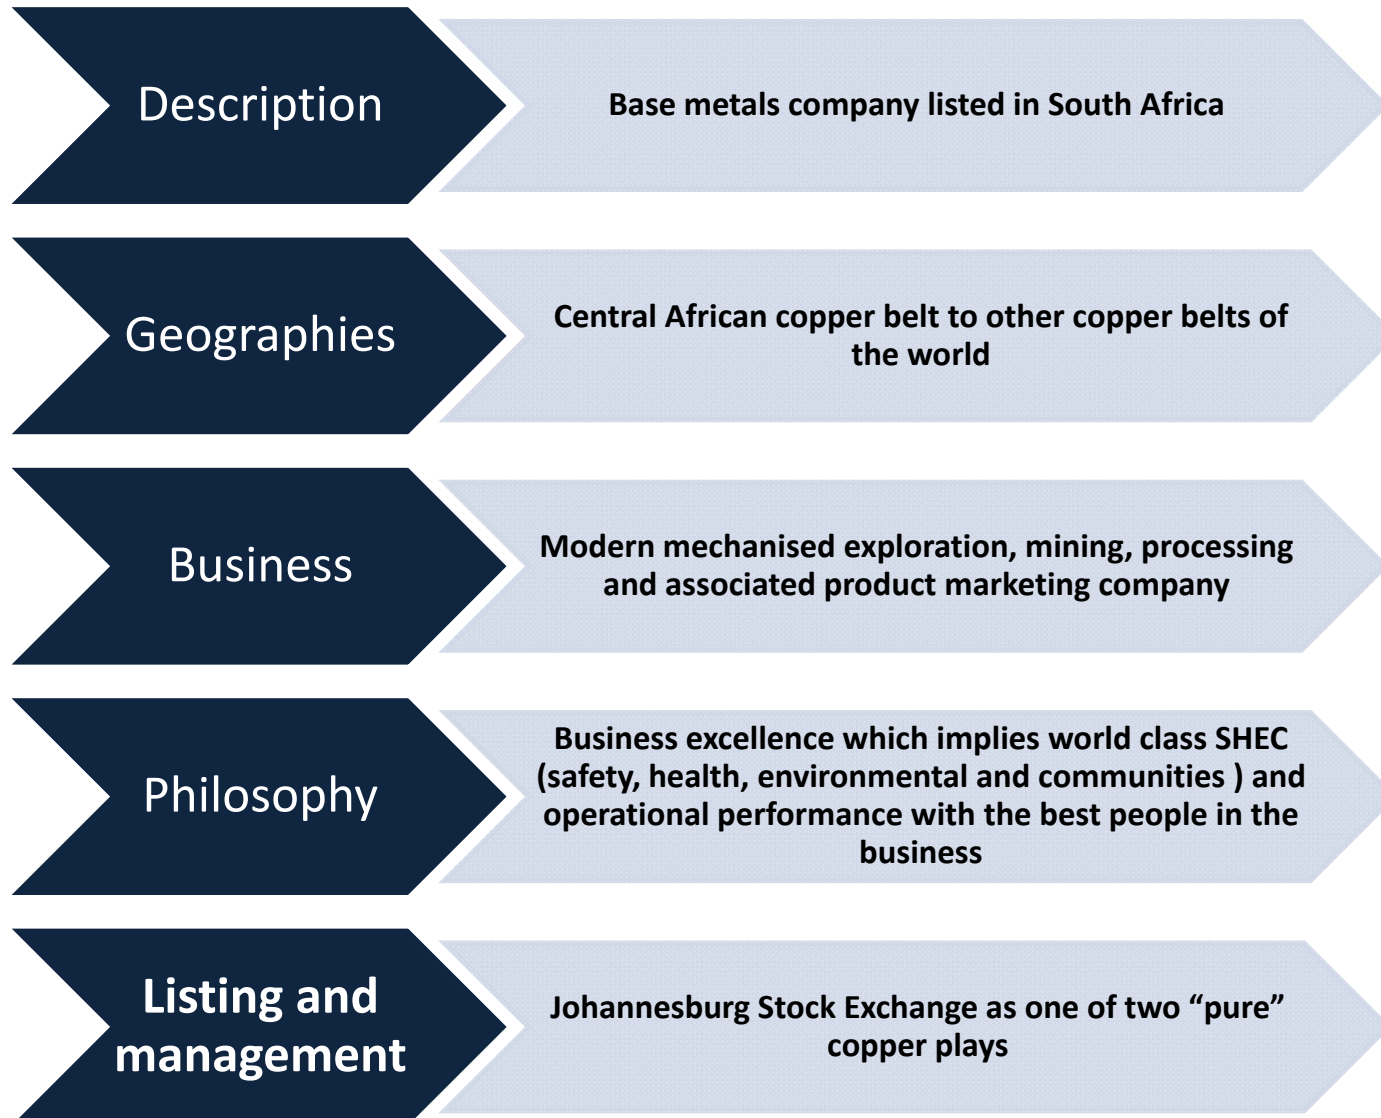 Description
Base metals company listed in South Africa
Geographies
Central African copper belt to other copper belts of
the world
Business
Modern mechanised exploration, mining, processing
and associated product marketing company
Philosophy
Business excellence which implies world class SHEC
(safety, health, environmental and communities ) and
operational performance with the best people in the
business
Listing and
management
Johannesburg Stock Exchange as one of two “pure”
copper plays